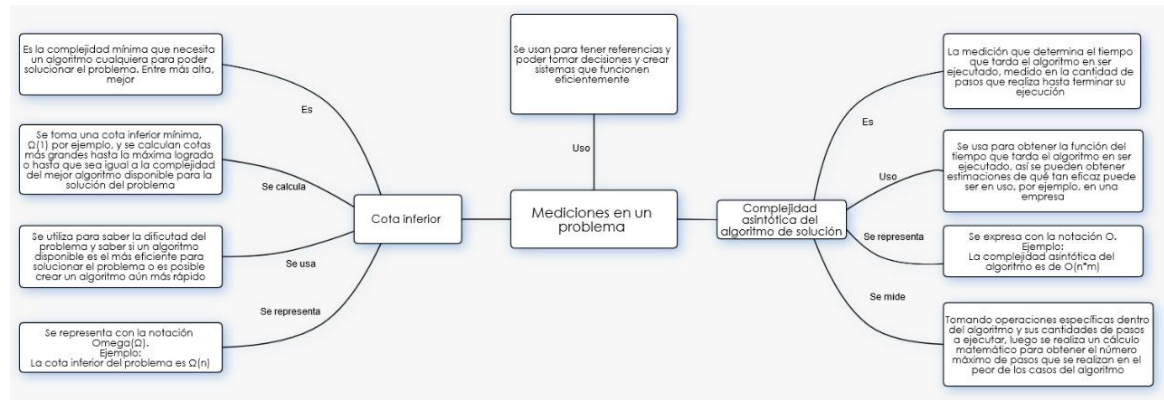 Es la complejidad mínima que necesita
un algoritmo cualquiera para poder
solucionar el problema. Entre más alta,
mejor
Es
Se toma una cota inferior mínima,
Ω(1) por ejemplo, y se calculan cotas
más grandes hasta la máxima lograda
o hasta que sea igual a la complejidad
del mejor algoritmo disponible para la
solución del problema
Se calcula
Se utiliza para saber la dificutad del
problema y saber si un algoritmo
disponible es el más eficiente para
solucionar el problema o es posible
crear un algoritmo aún más rápido
Se usa
Se representa con la notación
Omega(Ω).
Ejemplo:
La cota inferior del problema es Ω(n)
Se representa
Cota inferior
Se usan para tener referencias y
poder tomar decisiones y crear
sistemas que funcionen
eficientemente
Uso
Mediciones en un
problema
Complejidad
asintótica del
algoritmo de solución
Es
La medición que determina el tiempo
que tarda el algoritmo en ser
ejecutado, medido en la cantidad de
pasos que realiza hasta terminar su
ejecución
Uso
Se usa para obtener la función del
tiempo que tarda el algoritmo en ser
ejecutado, así se pueden obtener
estimaciones de qué tan eficaz puede
ser en uso, por ejemplo, en una
empresa
Se representa
Se expresa con la notación O.
Ejemplo:
La complejidad asintótica del
algoritmo es de O(n*m)
Se mide
Tomando operaciones específicas dentro
del algoritmo y sus cantidades de pasos
a ejecutar, luego se realiza un cálculo
matemático para obtener el número
máximo de pasos que se realizan en el
peor de los casos del algoritmo